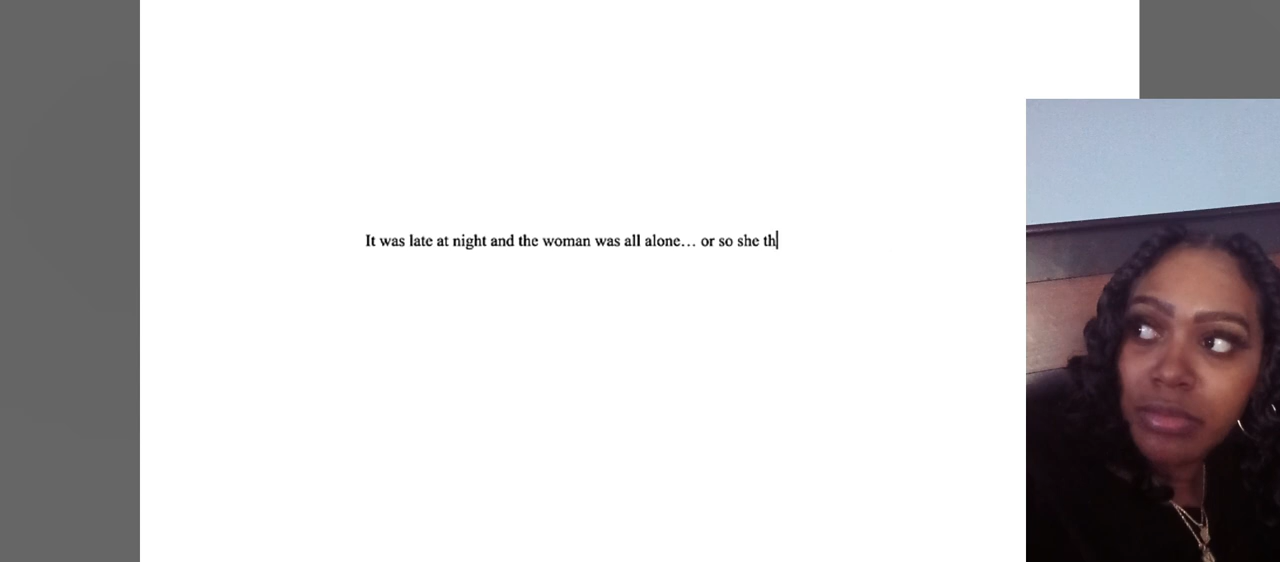 It was late at night and the woman was all alone… or so she th